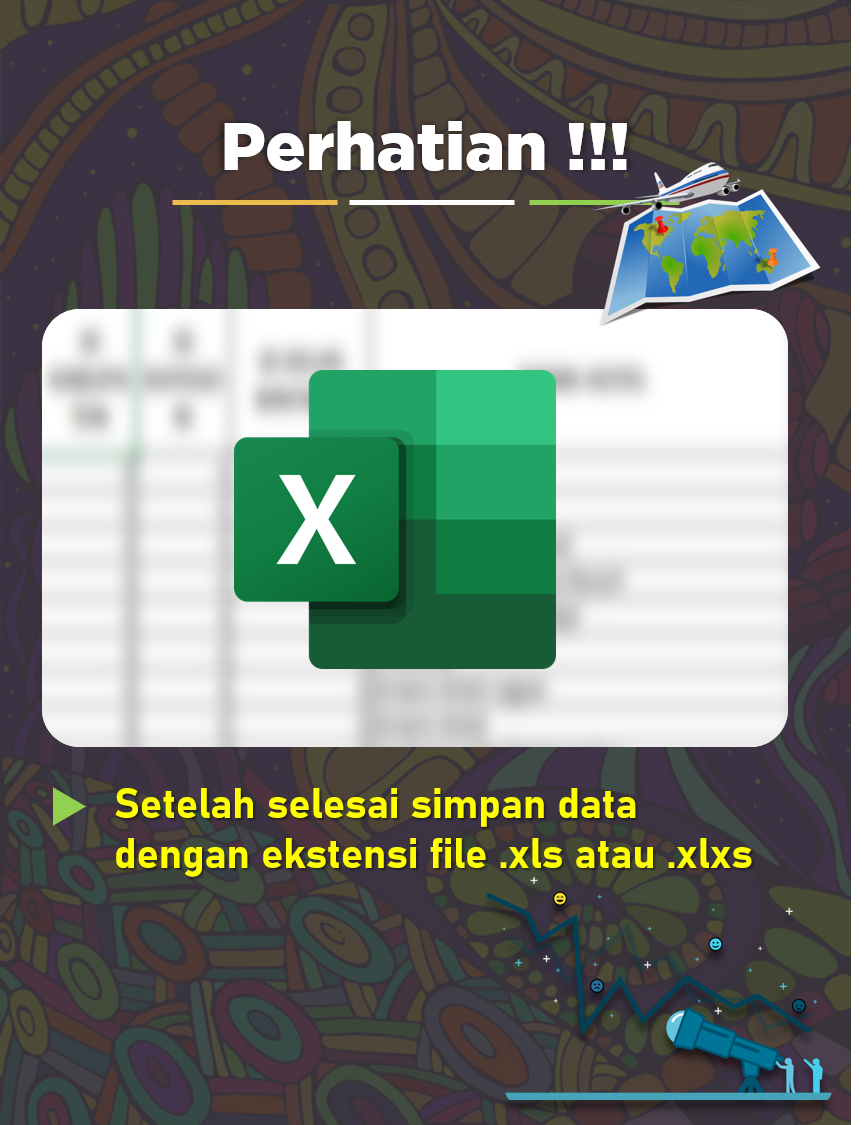 Perhatian !!!
X
Setelah selesai simpan data
dengan ekstensi file .xls atau .xlxs